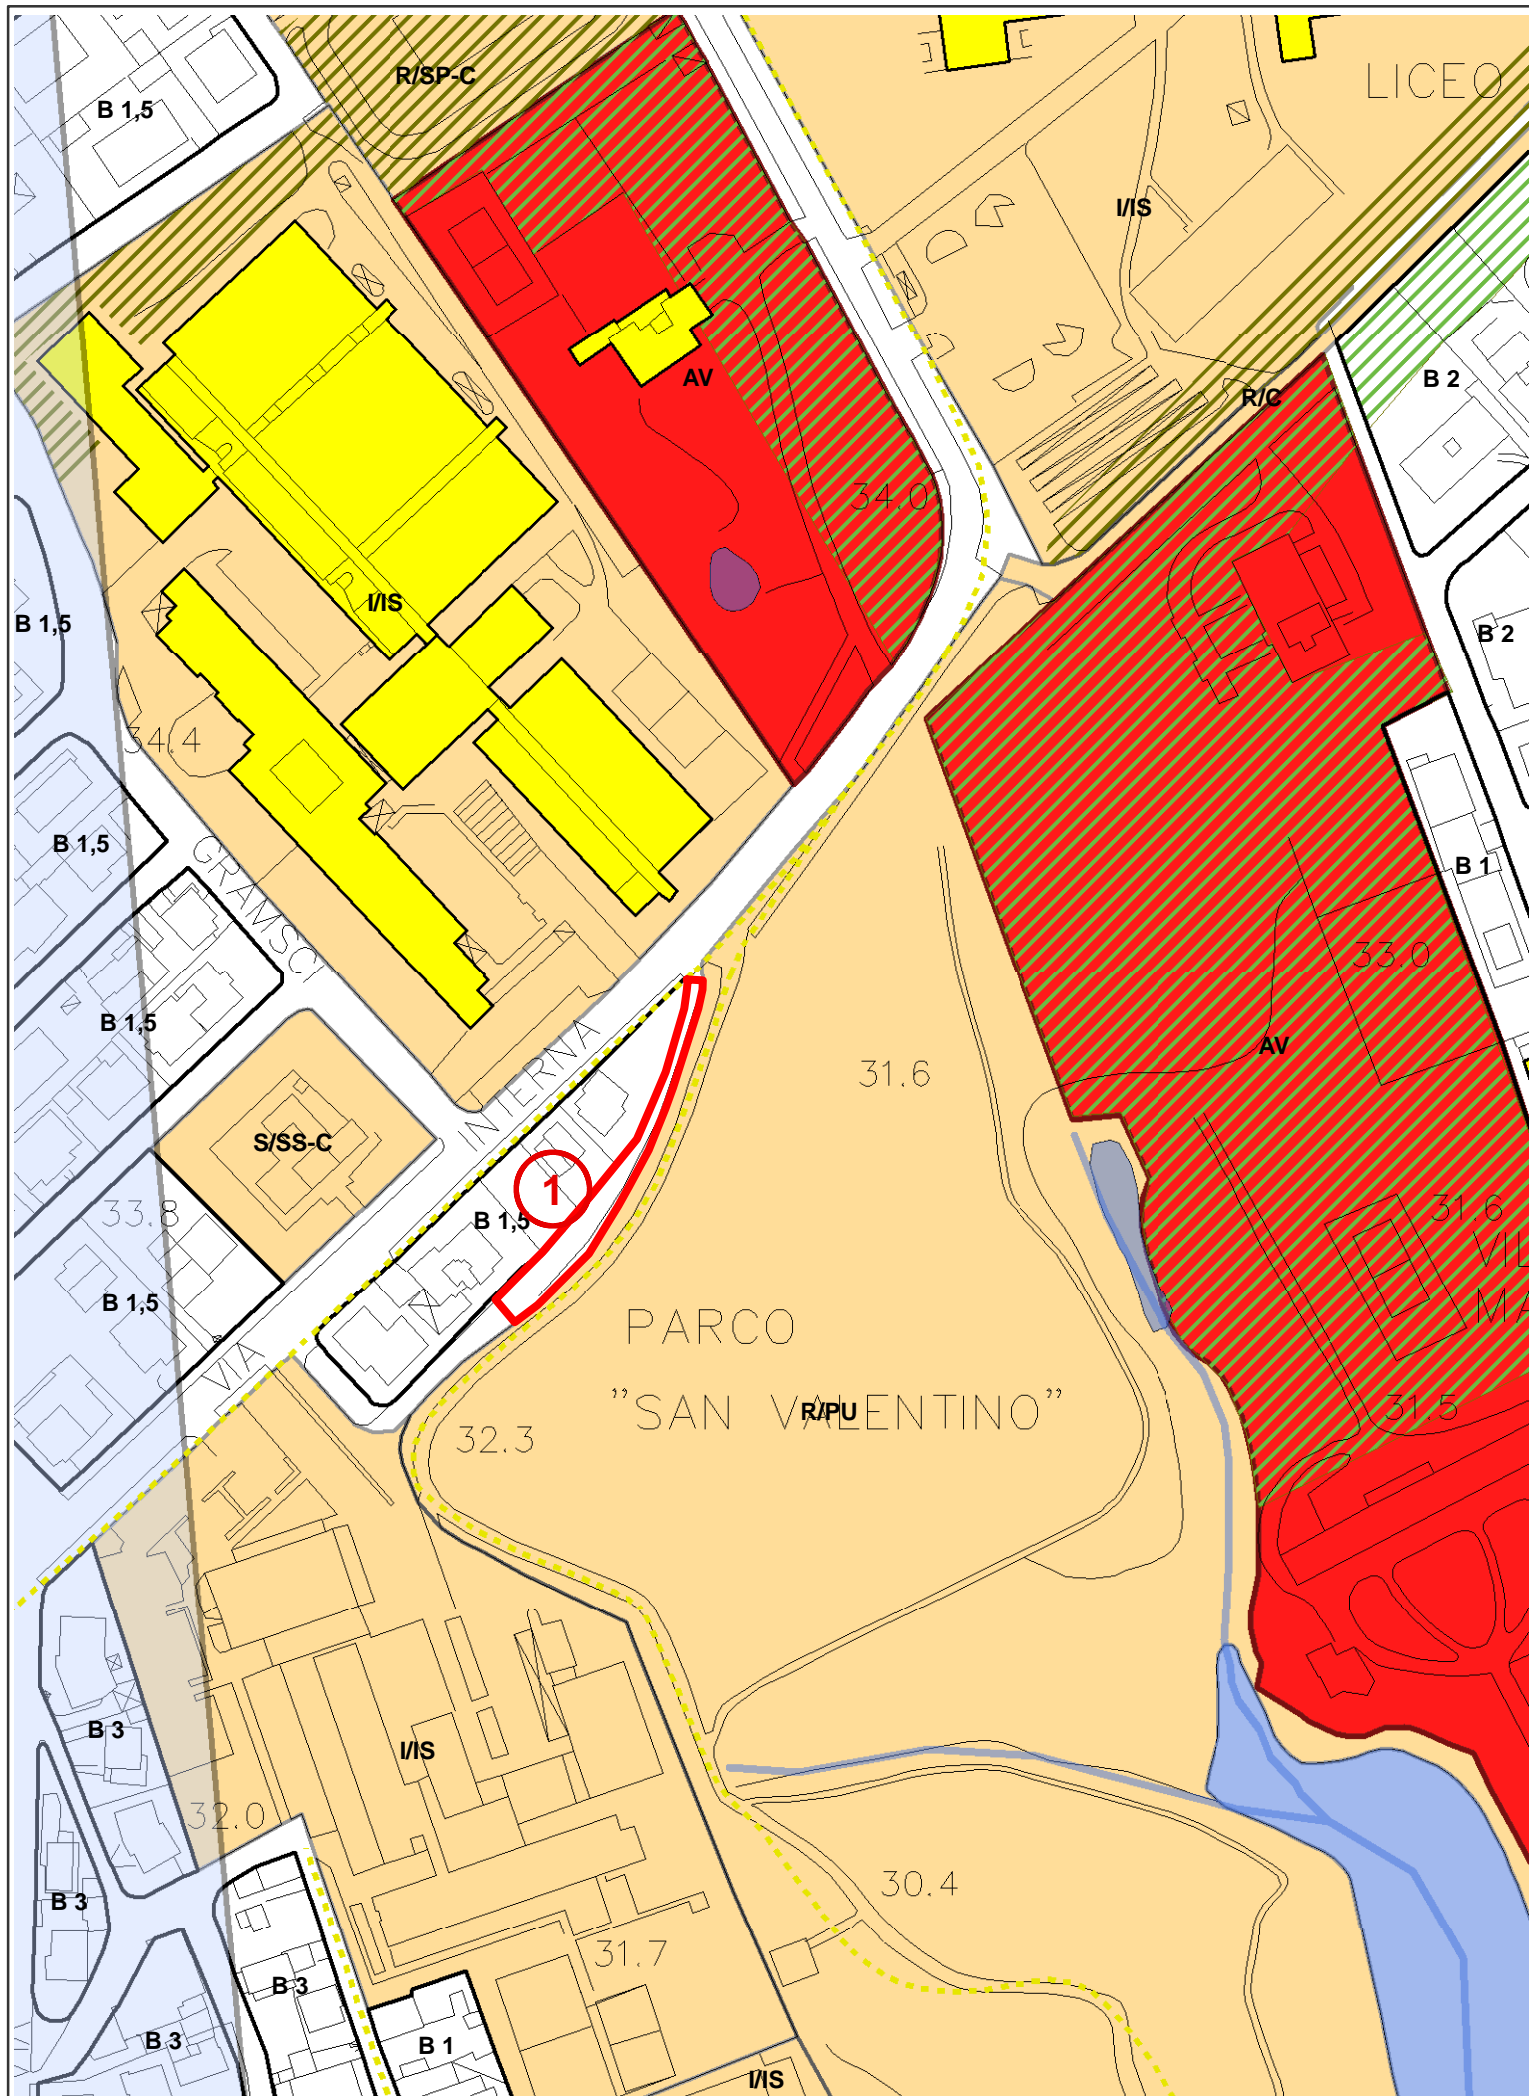 R/SP-C
LICEO
B 1,5
I/IS
AV
B 2
R/C
34.0
I/IS
B 1,5
B 2
34.4
B 1,5
GRAMSCI
B 1
33.0
B 1,5
INTERNA
AV
31.6
S/SS-C
1
33.8
B 1,5
31.6
B 1,5
PARCO
VIA
"SAN VALENTINO"
R/PU
31.5
32.3
B 3
I/IS
32.0
30.4
B 3
31.7
B 3
B 3
B 1
I/IS